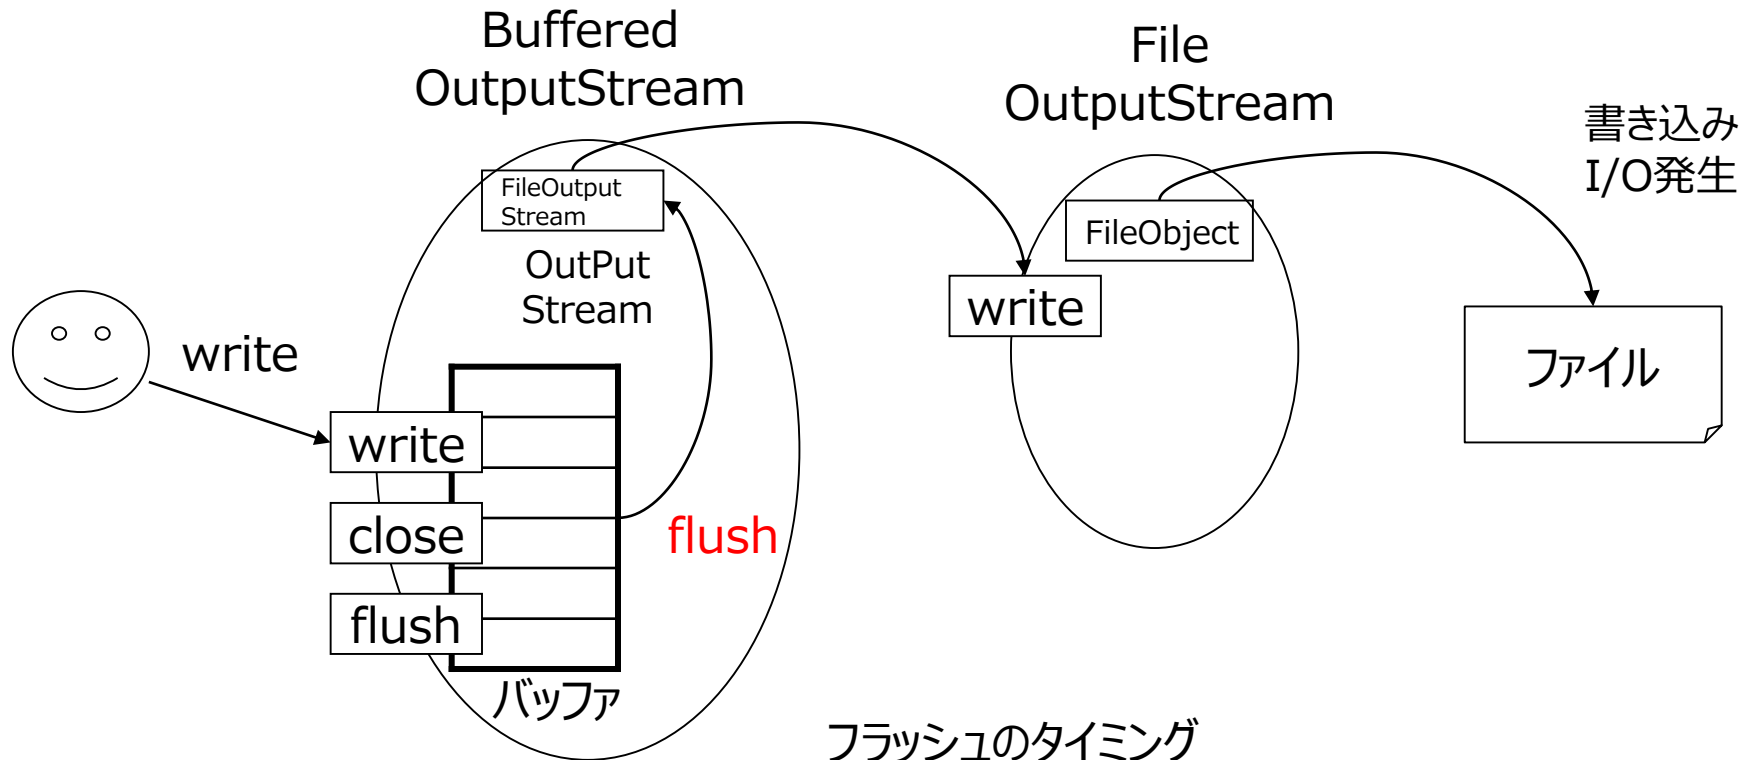 Buffered
OutputStream
File
OutputStream
書き込み
I/O発生
FileOutput
Stream
FileObject
OutPut
Stream
write
write
ファイル
write
close
flush
flush
バッファ
フラッシュのタイミング